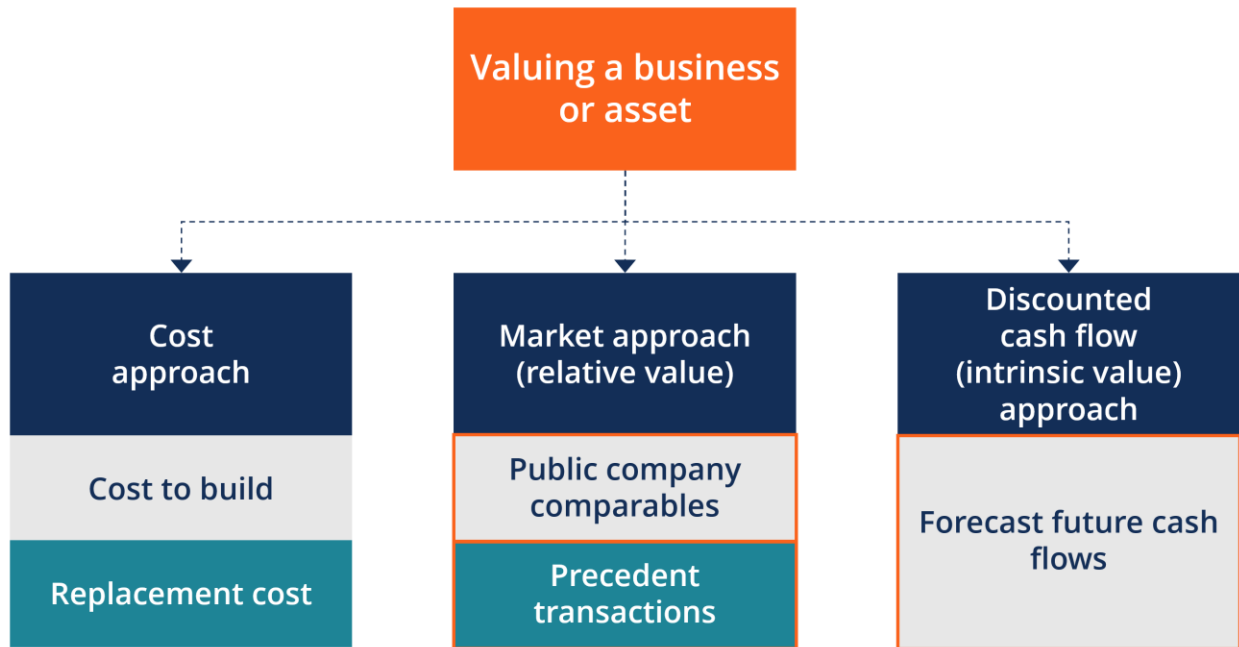 Valuing a business
or asset
Cost
approach
Cost to build
Replacement cost
Market approach
(relative value)
Public company
comparables
Precedent
transactions
Discounted
cash flow
(intrinsic value)
approach
Forecast future cash
flows